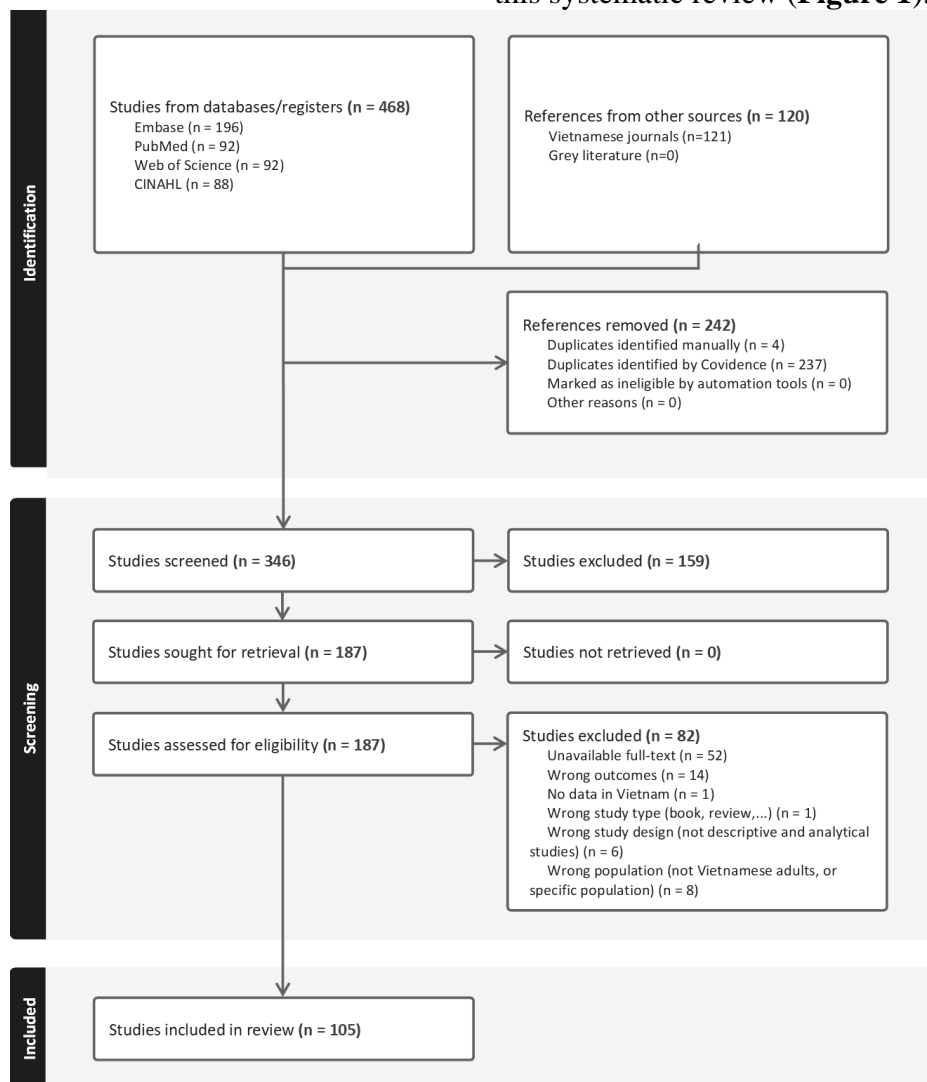 this systematic review (Figure 1).
Identification
Studies from databases/registers (n = 468)
Embase (n = 196)
PubMed (n = 92)
Web of Science (n = 92)
CINAHL (n = 88)
References from other sources (n = 120)
Vietnamese journals (n=121)
Grey literature (n=0)
References removed (n = 242)
Duplicates identified manually (n = 4)
Duplicates identified by Covidence (n = 237)
Marked as ineligible by automation tools (n = 0)
Other reasons (n = 0)
Screening
Studies screened (n = 346)
Studies excluded (n = 159)
Studies sought for retrieval (n = 187)
Studies not retrieved (n = 0)
Studies assessed for eligibility (n = 187)
Studies excluded (n = 82)
Unavailable full-text (n = 52)
Wrong outcomes (n = 14)
No data in Vietnam (n = 1)
Wrong study type (book, review,...) (n = 1)
Wrong study design (not descriptive and analytical
studies) (n = 6)
Wrong population (not Vietnamese adults, or
specific population) (n = 8)
Included
Studies included in review (n = 105)